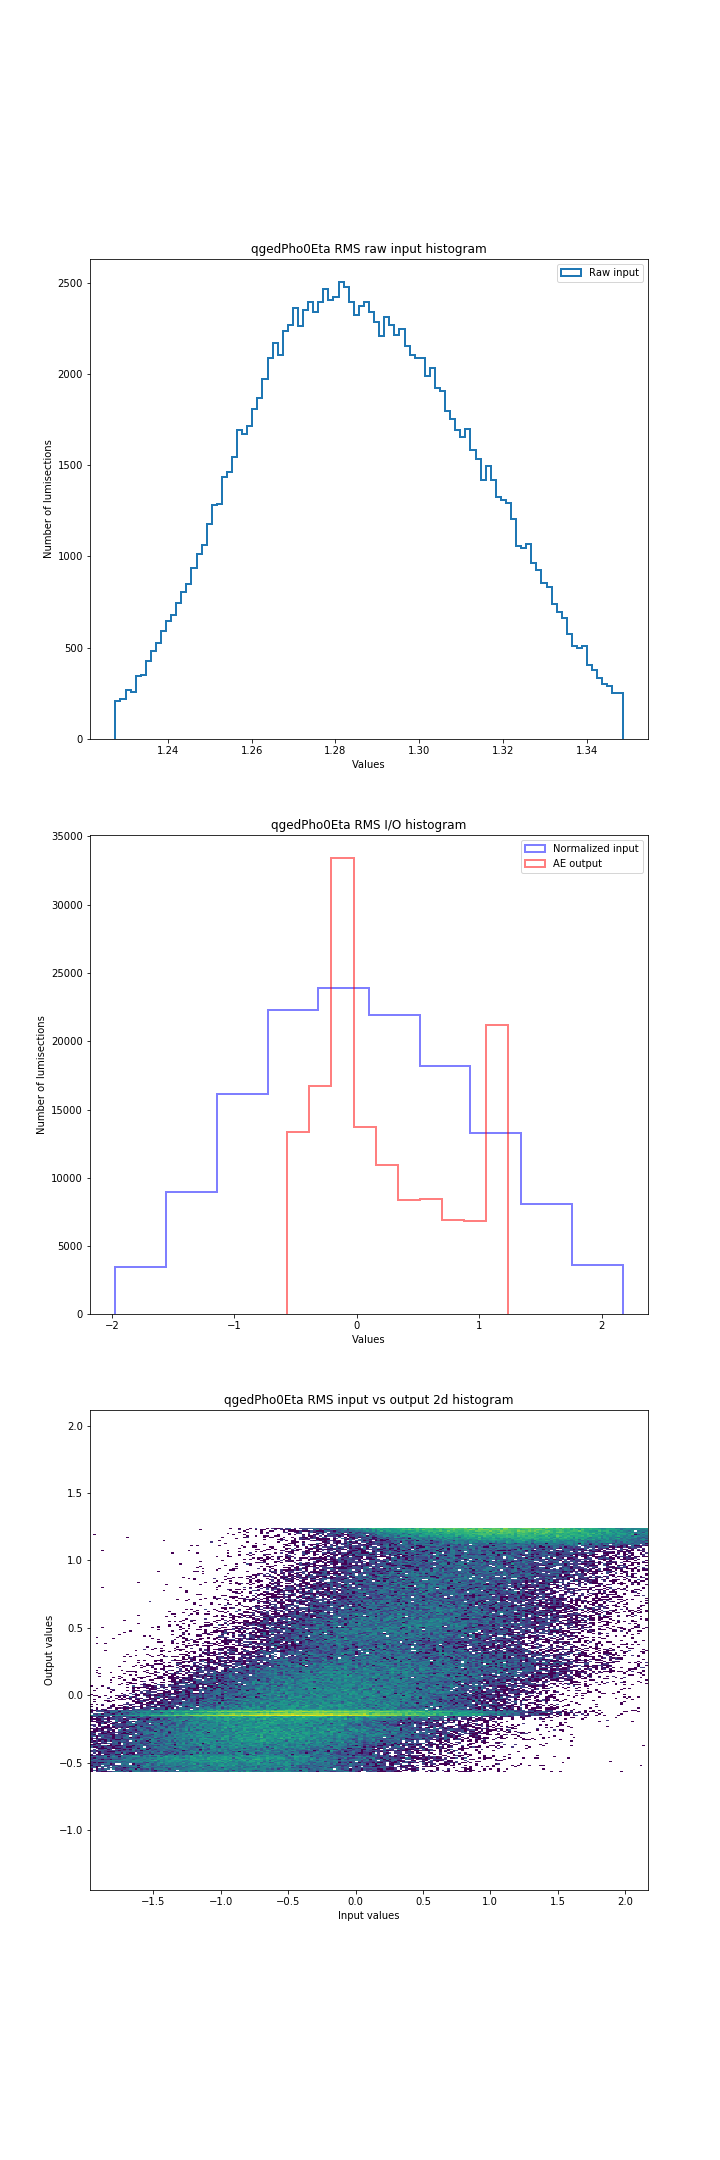 qgedPho0Eta RMS raw input histogram
Raw input
2500
2000
1500
1000
500
0
Number of lumisections
1.24 1.26 1.28 1.30 1.32 1.34
Values
qgedPho0Eta RMS I/O histogram
Normalized input
AE output
35000
30000
25000
20000
15000
10000
5000
0
Number of lumisections
−2 −1 0 1 2
Values
qgedPho0Eta RMS input vs output 2d histogram
2.0
1.5
1.0
0.5
0.0
−0.5
−1.0
Output values
−1.5 −1.0 −0.5 0.0 0.5 1.0 1.5 2.0
Input values